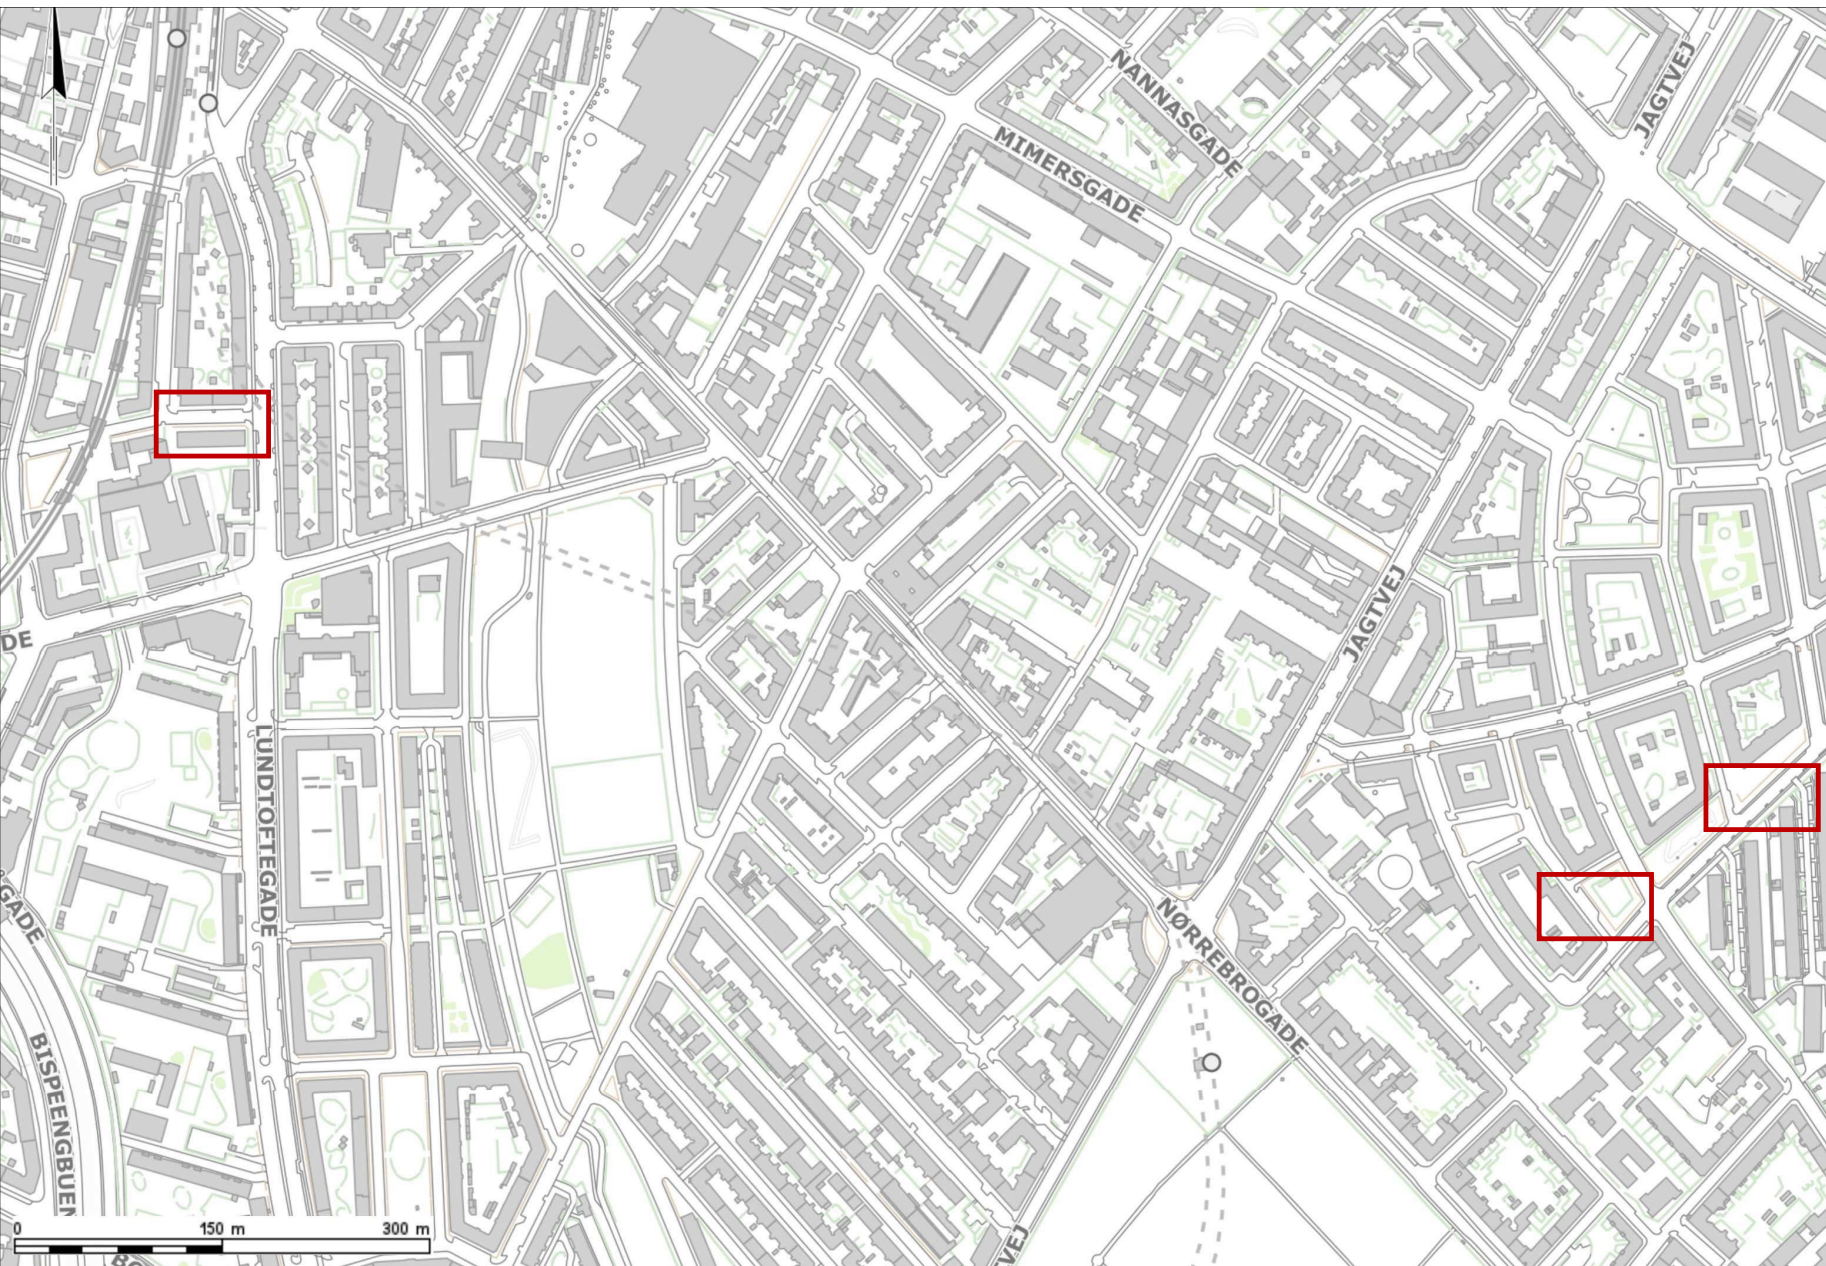 NANNASGADE
JAGTVEJ
MIMERSGADE
JAGTVEJ
DE
LUNDTOFTEGADE
GADE
NØRREBROGADE
BISPEENGBUEN
VEJ
0 150 m 300 m